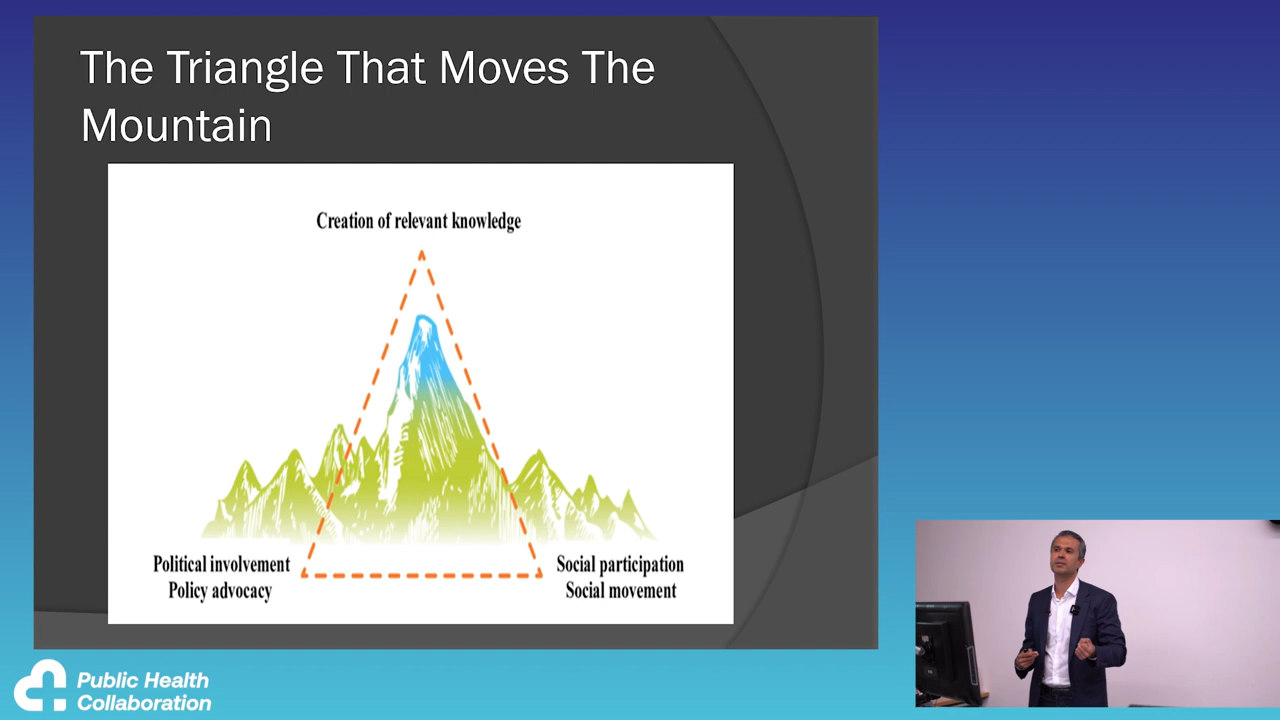 The Triangle That Moves The
Mountain
Creation of relevant knowledge
Political involvement
Policy advocacy
Social participation
Social movement
Public Health
Collaboration